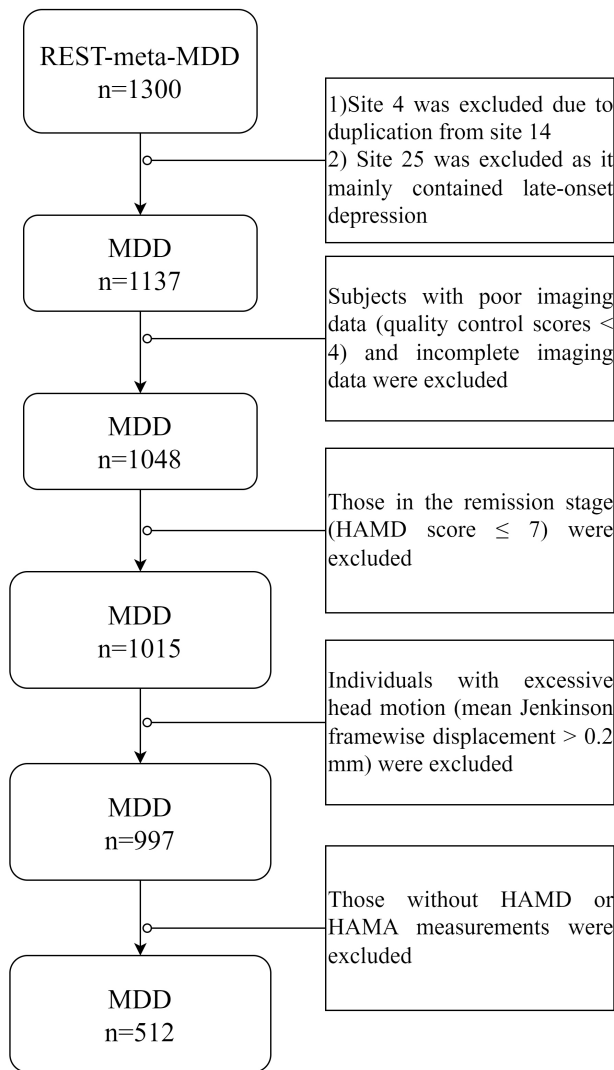 REST-meta-MDD
n=1300
1)Site 4 was excluded due to
duplication from site 14
2) Site 25 was excluded as it
mainly contained late-onset
depression
MDD
n=1137
Subjects with poor imaging
data (quality control scores <
4) and incomplete imaging
data were excluded
MDD
n=1048
Those in the remission stage
(HAMD score ≤ 7) were
excluded
MDD
n=1015
Individuals with excessive
head motion (mean Jenkinson
framewise displacement > 0.2
mm) were excluded
MDD
n=997
Those without HAMD or
HAMA measurements were
excluded
MDD
n=512